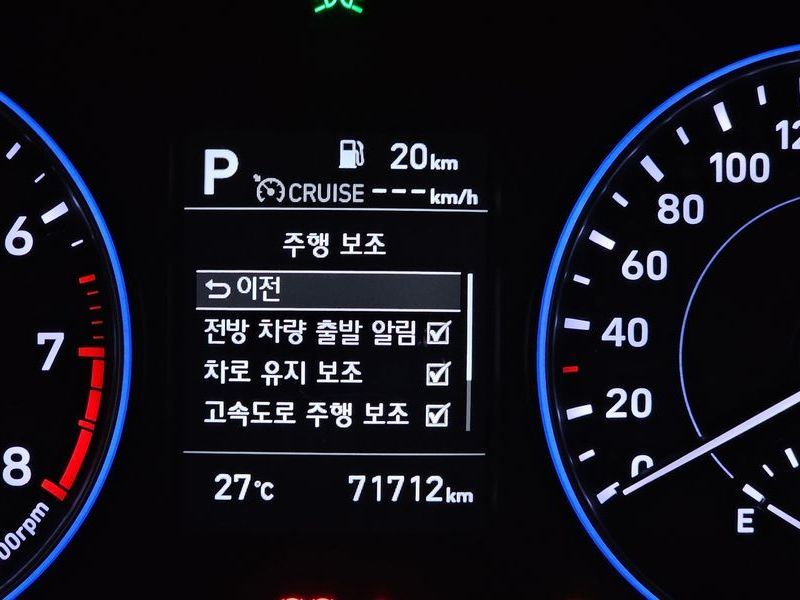 P
20km
CRUISE ---km/h
주행 보조
이전
전방 차량 출발 알림
차로 유지 보조
고속도로 주행 보조
27℃
71712km
6
7
8
00rpm
100
80
60
40
20
0
E